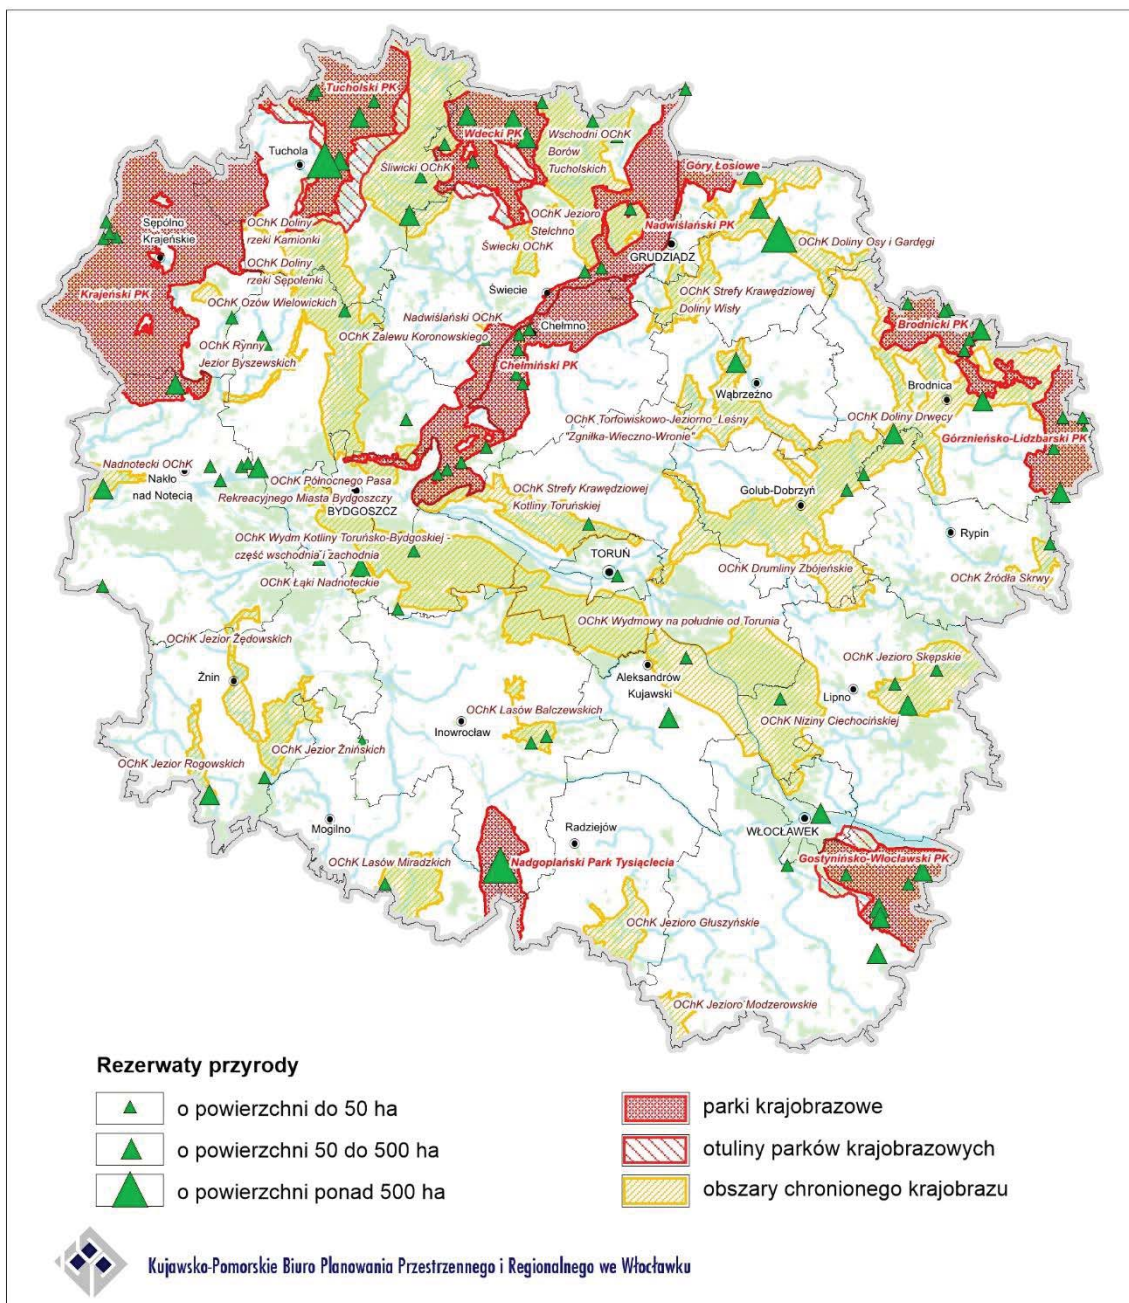 Tucholski PK
Wdecki PK
Wschodni OChK
Borów
Tucholskich
Tuchola
Śliwicki OChK
Góry Łosiowe
Sępólno
Krajeńskie
OChK Doliny
rzeki Kamionki
OChK Jezioro
Stelchno
Nadwiślański PK
Świecki OChK
GRUDZIĄDZ
OChK Doliny Osy i Gardęgi
OChK Doliny
rzeki Sępolenki
Krajeński PK
Świecie
OChK Strefy Krawędziowej
Doliny Wisły
OChK Ozów Wielowickich
Nadwiślański OChK
Chełmno
Brodnicki PK
OChK Zalewu Koronowskiego
OChK Rynny
Jezior Byszewskich
Chełmiński PK
Wąbrzeźno
Brodnica
OChK Torfowiskowo-Jeziorno_Leśny
"Zgniłka-Wieczno-Wronie"
OChK Doliny Drwęcy
Górznieńsko-Lidzbarski PK
Nadnotecki OChK
Nakło
nad Notecią
OChK Północnego Pasa
Rekreacyjnego Miasta Bydgoszczy
BYDGOSZCZ
OChK Strefy Krawędziowej
Kotliny Toruńskiej
Golub-Dobrzyń
Rypin
OChK Wydm Kotliny Toruńsko-Bydgoskiej -
część wschodnia i zachodnia
TORUŃ
OChK Łąki Nadnoteckie
OChK Drumliny Zbójeńskie
OChK Źródła Skrwy
OChK Wydmowy na południe od Torunia
OChK Jezior Żędowskich
OChK Jezioro Skępskie
Żnin
Aleksandrów
Kujawski
Lipno
OChK Lasów Balczewskich
Inowrocław
OChK Niziny Ciechocińskiej
OChK Jezior Żnińskich
OChK Jezior Rogowskich
Mogilno
Radziejów
WŁOCŁAWEK
OChK Lasów Miradzkich
Nadgoplański Park Tysiąclecia
Gostynińsko-Włocławski PK
OChK Jezioro Głuszyńskie
OChK Jezioro Modzerowskie
Rezerwaty przyrody
o powierzchni do 50 ha
o powierzchni 50 do 500 ha
o powierzchni ponad 500 ha
parki krajobrazowe
otuliny parków krajobrazowych
obszary chronionego krajobrazu
Kujawsko-Pomorskie Biuro Planowania Przestrzennego i Regionalnego we Włocławku